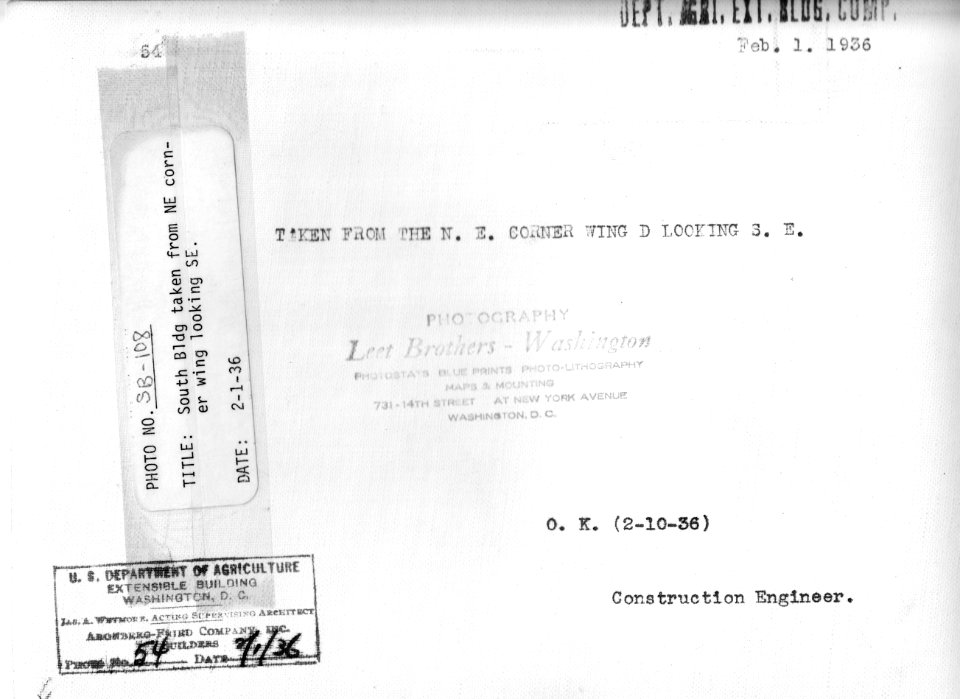 DEPT. AGRI. EXT. BLDG. COMP.
Feb. 1. 1936
54
PHOTO NO. SB-108
TITLE: South Bldg taken from NE corn-
er wing looking SE.
DATE: 2-1-36
TAKEN FROM THE N. E. CORNER WING D LOOKING S. E.
PHOTOGRAPHY
Leet Brothers - Washington
PHOTOSTATS BLUE PRINTS PHOTO-LITHOGRAPHY
MAPS & MOUNTING
731-14TH STREET AT NEW YORK AVENUE
WASHINGTON, D. C.
O. K. (2-10-36)
Construction Engineer.
U. S. DEPARTMENT OF AGRICULTURE
EXTENSIBLE BUILDING
WASHINGTON, D. C.
JAS. A. WETMORE, ACTING SUPERVISING ARCHITECT
ARONBERG-FRIED COMPANY, INC.
BUILDERS
PHOTO NO. 54 DATE 2/1/36